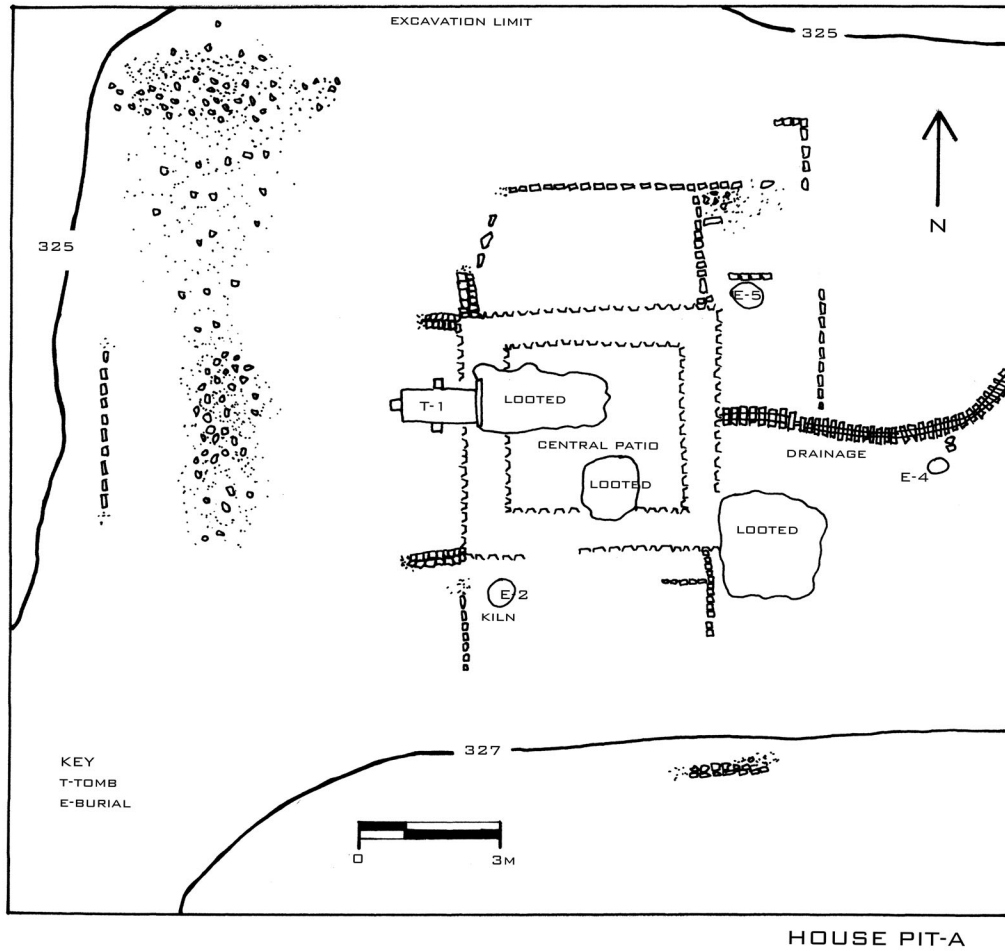 EXCAVATION LIMIT
325
325
N
E-5
T-1
LOOTED
CENTRAL PATIO
DRAINAGE
LOOTED
E-4
LOOTED
E-2
KILN
327
KEY
T-TOMB
E-BURIAL
0
3M
HOUSE PIT-A